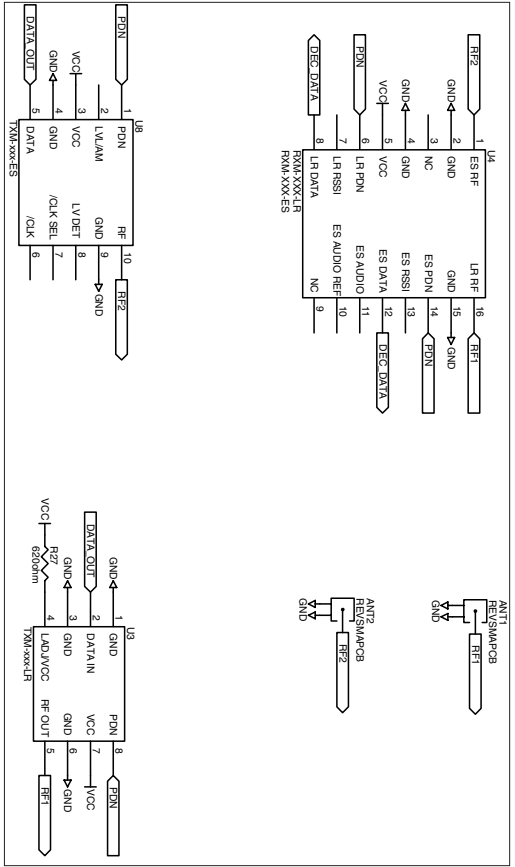 U4
RXM-XXX-LR
RXM-XXX-ES
RF2
1
ES RF
GND
2
GND
3
NC
GND
4
GND
VCC
5
VCC
PDN
6
LR PDN
7
LR RSSI
DEC_DATA
8
LR DATA
LR RF
16
RF1
GND
15
GND
ES PDN
14
PDN
ES RSSI
13
ES DATA
12
DEC_DATA
ES AUDIO
11
ES AUDIO REF
10
NC
9
ANT1
REVSMAPCB
GND
RF1
ANT2
REVSMAPCB
GND
RF2
U8
TXM-xxx-ES
PDN
1
PDN
2
LVL/AM
VCC
3
VCC
GND
4
GND
DATA_OUT
5
DATA
RF
10
RF2
GND
9
GND
LV DET
8
/CLK SEL
7
/CLK
6
U3
TXM-xxx-LR
GND
1
GND
DATA_OUT
2
DATA IN
GND
3
GND
VCC
R27
620ohm
4
LADJ/VCC
PDN
8
PDN
VCC
7
VCC
GND
6
GND
RF OUT
5
RF1